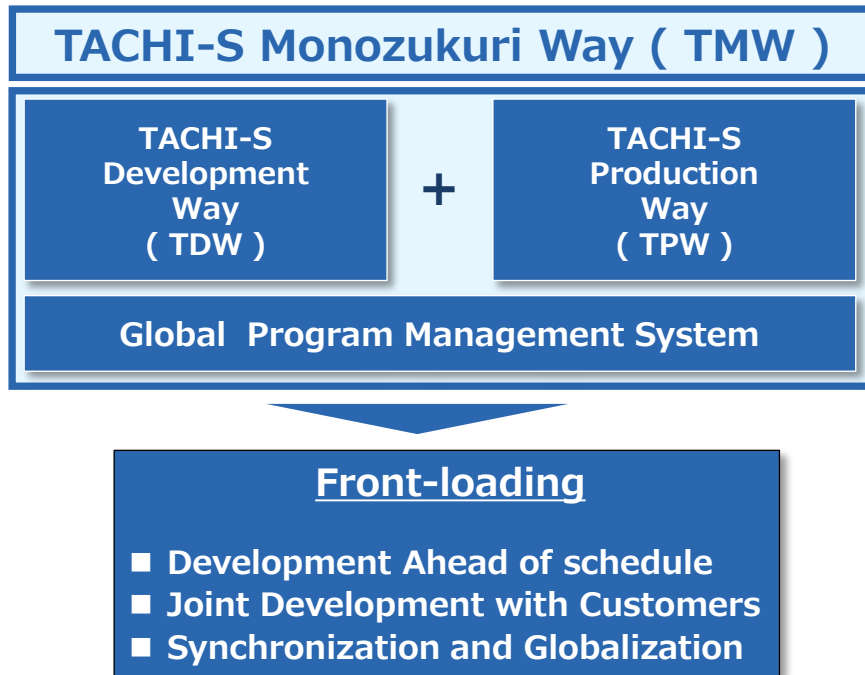 TACHI-S Monozukuri Way ( TMW )
TACHI-S
Development
Way
( TDW )
+
TACHI-S
Production
Way
( TPW )
Global Program Management System
Front-loading
■ Development Ahead of schedule
■ Joint Development with Customers
■ Synchronization and Globalization